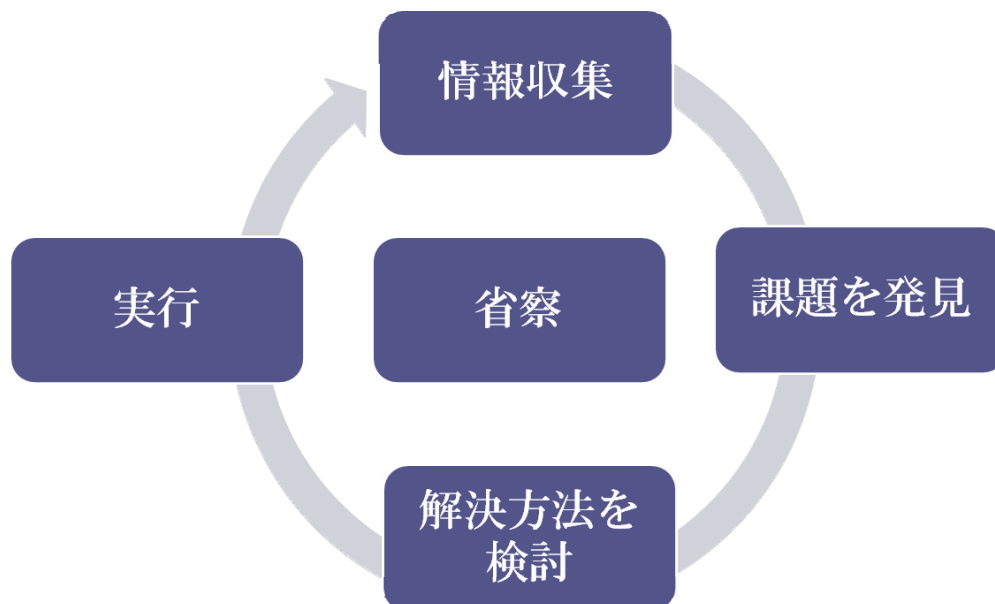 情報収集
実行
省察
課題を発見
解決方法を
検討